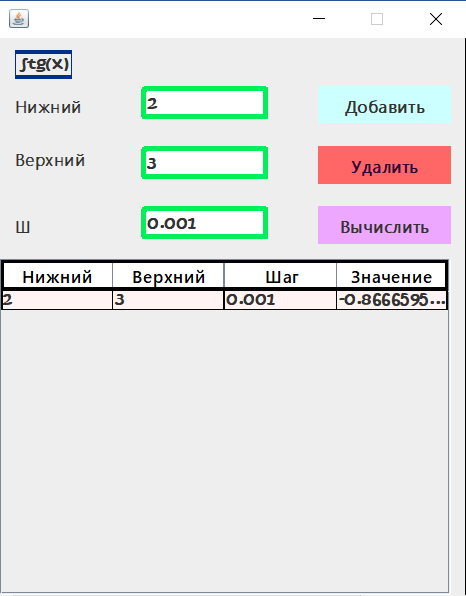 ∫tg(x)
Нижний 2 Добавить
Верхний 3 Удалить
Ш 0.001 Вычислить
Нижний Верхний Шаг Значение
2 3 0.001 -0.8666595...